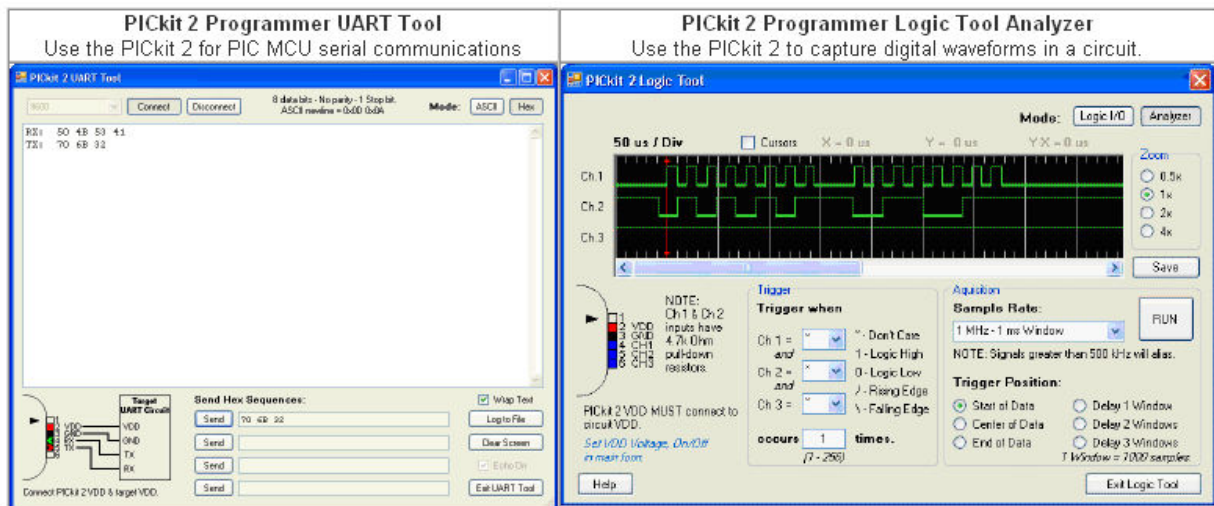 PICkit 2 Programmer UART Tool
Use the PICkit 2 for PIC MCU serial communications
PICkit 2 UART Tool
9600
Connect
Disconnect
8 data bits - No parity - 1 Stop bit.
ASCII newline = 0x0D 0x0A
Mode:
ASCII
Hex
RX: 50 4B 53 41
TX: 70 6B 32
Target
UART Circuit
VDD
GND
TX
RX
Connect PICkit 2 VDD & target VDD.
Send Hex Sequences:
Send
70 6B 32
Send
Send
Send
Wrap Text
Log to File
Clear Screen
Echo On
Exit UART Tool
PICkit 2 Programmer Logic Tool Analyzer
Use the PICkit 2 to capture digital waveforms in a circuit.
PICkit 2 Logic Tool
Mode:
Logic I/O
Analyzer
50 us / Div
Cursors
X = 0 us
Y = 0 us
Y-X = 0 us
Ch.1
Ch.2
Ch.3
Zoom
0.5x
1x
2x
4x
Save
1
2 VDD
3 GND
4 CH1
5 CH2
6 CH3
NOTE:
Ch1 & Ch2
inputs have
4.7k Ohm
pull-down
resistors.
PICkit 2 VDD MUST connect to
circuit VDD.
Set VDD Voltage, On/Off
in main form.
Help
Trigger
Trigger when
Ch 1 = *
and
Ch 2 = *
and
Ch 3 = *
* - Don't Care
1 - Logic High
0 - Logic Low
/ - Rising Edge
\ - Falling Edge
occurs 1 times.
(1 - 256)
Aquisition
Sample Rate:
1 MHz - 1 ms Window
RUN
NOTE: Signals greater than 500 kHz will alias.
Trigger Position:
Start of Data
Center of Data
End of Data
Delay 1 Window
Delay 2 Windows
Delay 3 Windows
1 Window = 1000 samples
Exit Logic Tool